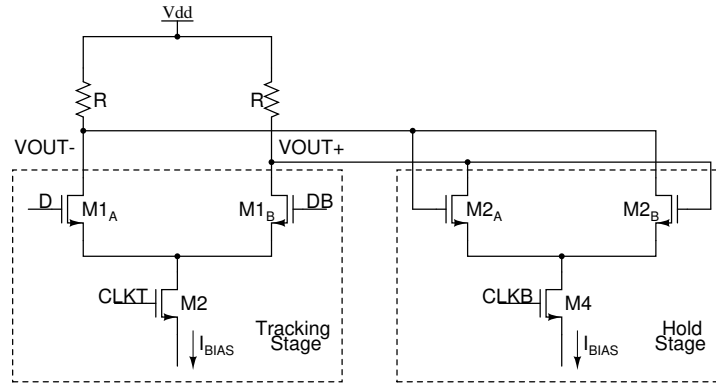 Vdd
R
R
VOUT-
VOUT+
D
M1A
M1B
DB
M2A
M2B
CLKT
M2
CLKB
M4
IBIAS
Tracking
Stage
IBIAS
Hold
Stage